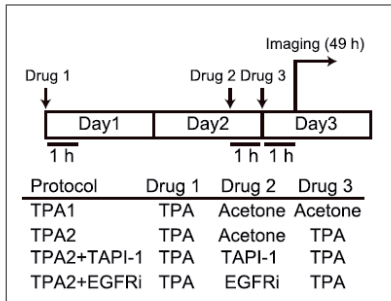 Imaging (49 h)
Drug 1 Drug 2 Drug 3
Day1 Day2 Day3
1 h 1 h 1 h
Protocol Drug 1 Drug 2 Drug 3
TPA1 TPA Acetone Acetone
TPA2 TPA Acetone TPA
TPA2+TAPI-1 TPA TAPI-1 TPA
TPA2+EGFRi TPA EGFRi TPA